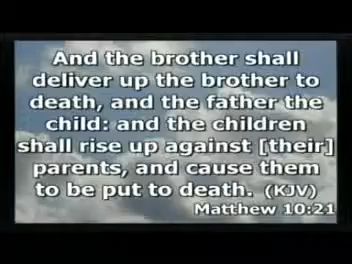 And the brother shall
deliver up the brother to
death, and the father the
child: and the children
shall rise up against [their]
parents, and cause them
to be put to death. (KJV)
Matthew 10:21